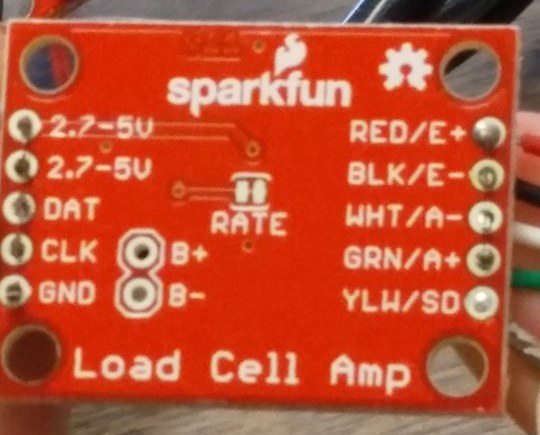 sparkfun
2.7-5V
RED/E+
2.7-5V
BLK/E-
DAT
RATE
WHT/A-
CLK
B+
GRN/A+
GND
B-
YLW/SD
Load Cell Amp